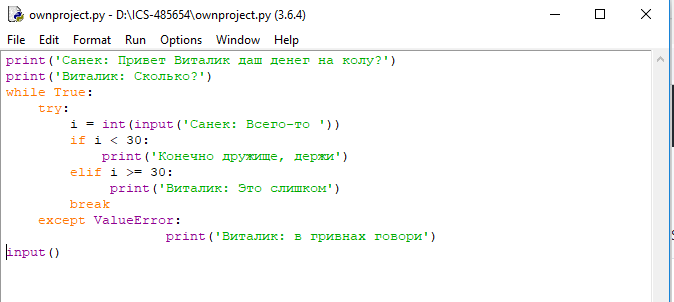 ownproject.py - D:\ICS-485654\ownproject.py (3.6.4)
File Edit Format Run Options Window Help
print('Санек: Привет Виталик даш денег на колу?')
print('Виталик: Сколько?')
while True:
    try:
        i = int(input('Санек: Всего-то '))
        if i < 30:
            print('Конечно дружище, держи')
        elif i >= 30:
             print('Виталик: Это слишком')
        break
    except ValueError:
                    print('Виталик: в гривнах говори')
input()